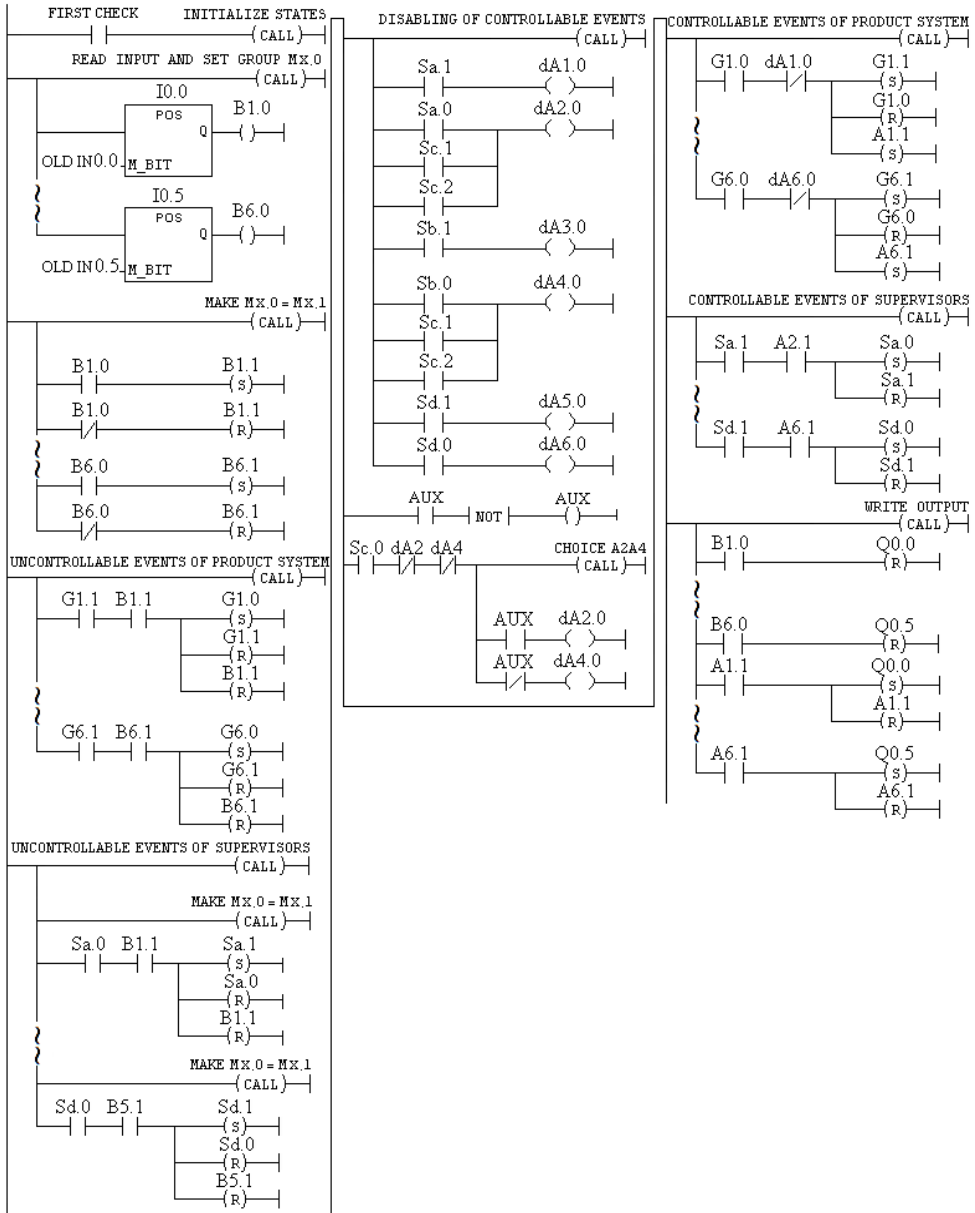 FIRST CHECK INITIALIZE STATES
(CALL)
READ INPUT AND SET GROUP Mx.0
(CALL)
I0.0
POS
Q
B1.0
( )
OLD IN0.0
M_BIT
I0.5
POS
Q
B6.0
( )
OLD IN0.5
M_BIT
MAKE Mx.0 = Mx.1
(CALL)
B1.0 B1.1
(S)
B1.0 B1.1
(R)
B6.0 B6.1
(S)
B6.0 B6.1
(R)
UNCONTROLLABLE EVENTS OF PRODUCT SYSTEM
(CALL)
G1.1 B1.1 G1.0
(S)
G1.1
(R)
B1.1
(R)
G6.1 B6.1 G6.0
(S)
G6.1
(R)
B6.1
(R)
UNCONTROLLABLE EVENTS OF SUPERVISORS
(CALL)
MAKE Mx.0 = Mx.1
(CALL)
Sa.0 B1.1 Sa.1
(S)
Sa.0
(R)
B1.1
(R)
MAKE Mx.0 = Mx.1
(CALL)
Sd.0 B5.1 Sd.1
(S)
Sd.0
(R)
B5.1
(R)
DISABLING OF CONTROLLABLE EVENTS
(CALL)
Sa.1 dA1.0
( )
Sa.0 dA2.0
( )
Sc.1
Sc.2
Sb.1 dA3.0
( )
Sb.0 dA4.0
( )
Sc.1
Sc.2
Sd.1 dA5.0
( )
Sd.0 dA6.0
( )
AUX NOT AUX
( )
Sc.0 dA2 dA4 CHOICE A2A4
(CALL)
AUX dA2.0
( )
AUX dA4.0
( )
CONTROLLABLE EVENTS OF PRODUCT SYSTEM
(CALL)
G1.0 dA1.0 G1.1
(S)
G1.0
(R)
A1.1
(S)
G6.0 dA6.0 G6.1
(S)
G6.0
(R)
A6.1
(S)
CONTROLLABLE EVENTS OF SUPERVISORS
(CALL)
Sa.1 A2.1 Sa.0
(S)
Sa.1
(R)
Sd.1 A6.1 Sd.0
(S)
Sd.1
(R)
WRITE OUTPUT
(CALL)
B1.0 Q0.0
(R)
B6.0 Q0.5
(R)
A1.1 Q0.0
(S)
A1.1
(R)
A6.1 Q0.5
(S)
A6.1
(R)